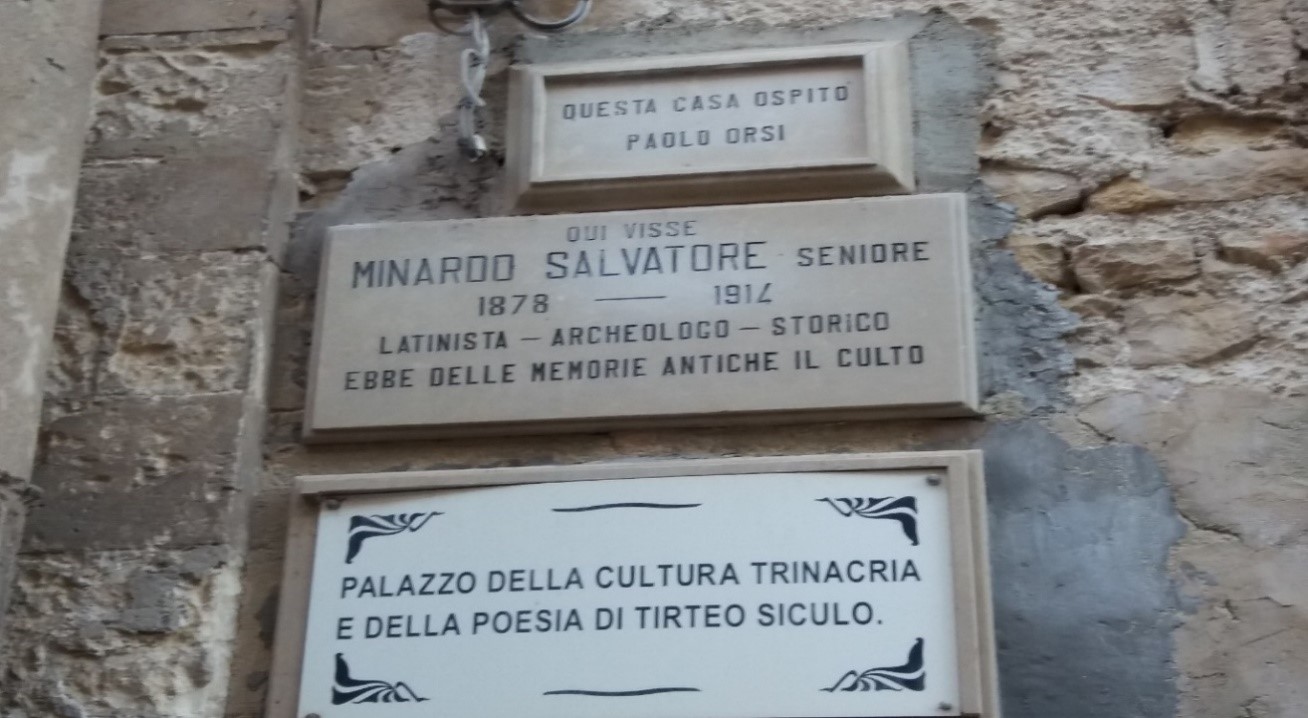 QUESTA CASA OSPITO
PAOLO ORSI
QUI VISSE
MINARDO SALVATORE SENIORE
1878 — 1914
LATINISTA – ARCHEOLOGO – STORICO
EBBE DELLE MEMORIE ANTICHE IL CULTO
PALAZZO DELLA CULTURA TRINACRIA
E DELLA POESIA DI TIRTEO SICULO.